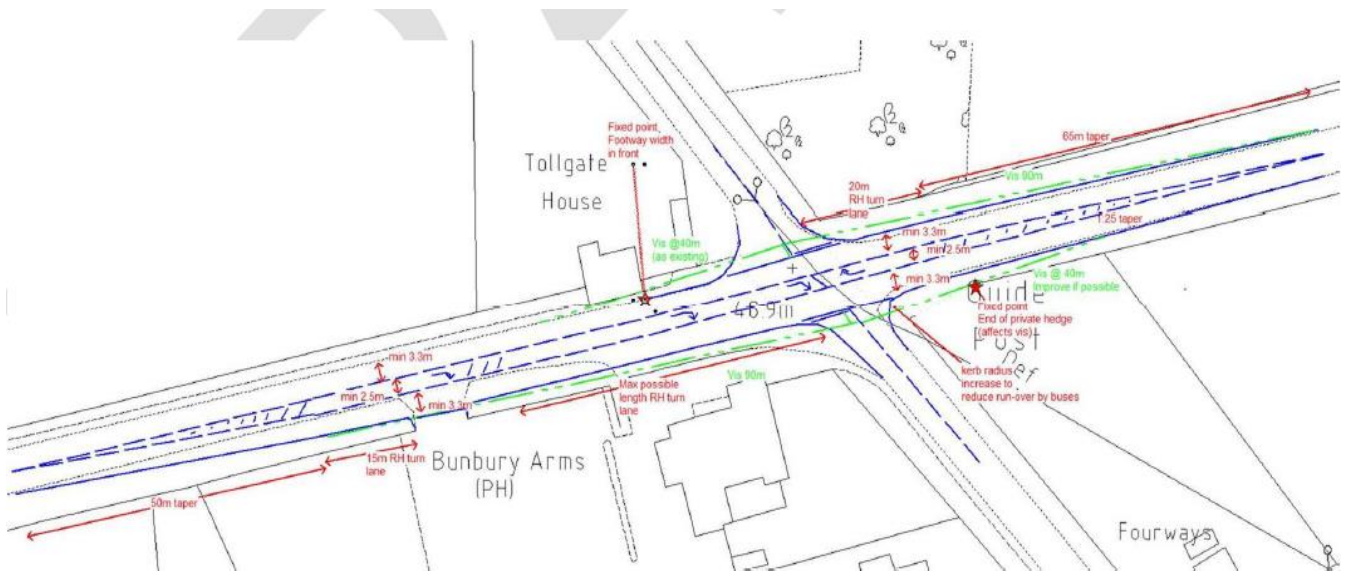 Fixed point
Footway width
in front
Tollgate
House
65m taper
Vis 90m
20m
RH turn
lane
1:25 taper
min 3.3m
min 2.5m
min 3.3m
Vis @40m
(as existing)
Vis @ 40m
Improve if possible
46.9m
Guide
Post
Fixed point
End of private hedge
(affects vis)
kerb radius
increase to
reduce run-over by buses
min 3.3m
min 2.5m
min 3.3m
Max possible
length RH turn
lane
Vis 90m
15m RH turn
lane
50m taper
Bunbury Arms
(PH)
Fourways